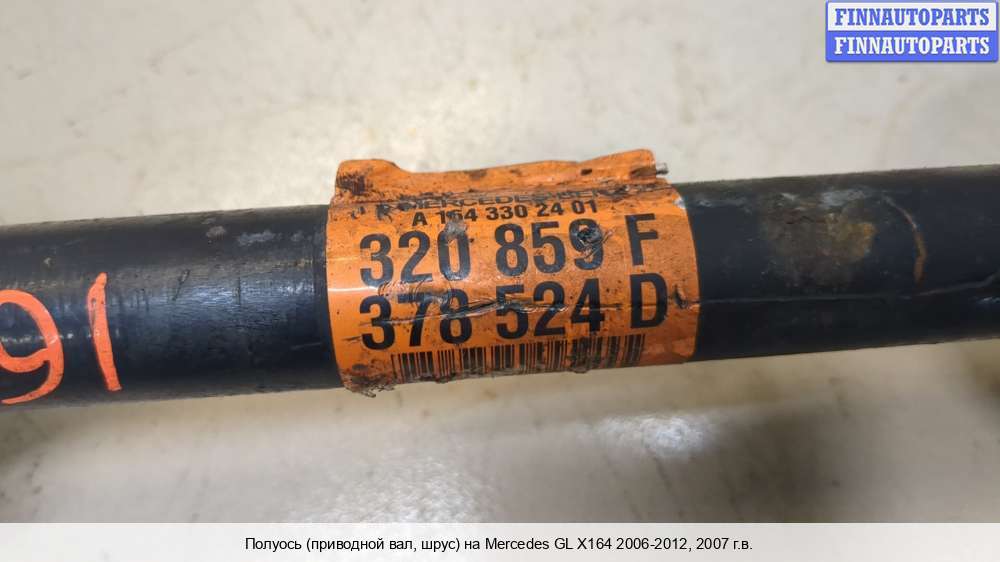 FINNAUTOPARTS
FINNAUTOPARTS
MERCEDES-BENZ
A 164 330 24 01
320 859 F
378 524 D
91
Полуось (приводной вал, шрус) на Mercedes GL X164 2006-2012, 2007 г.в.